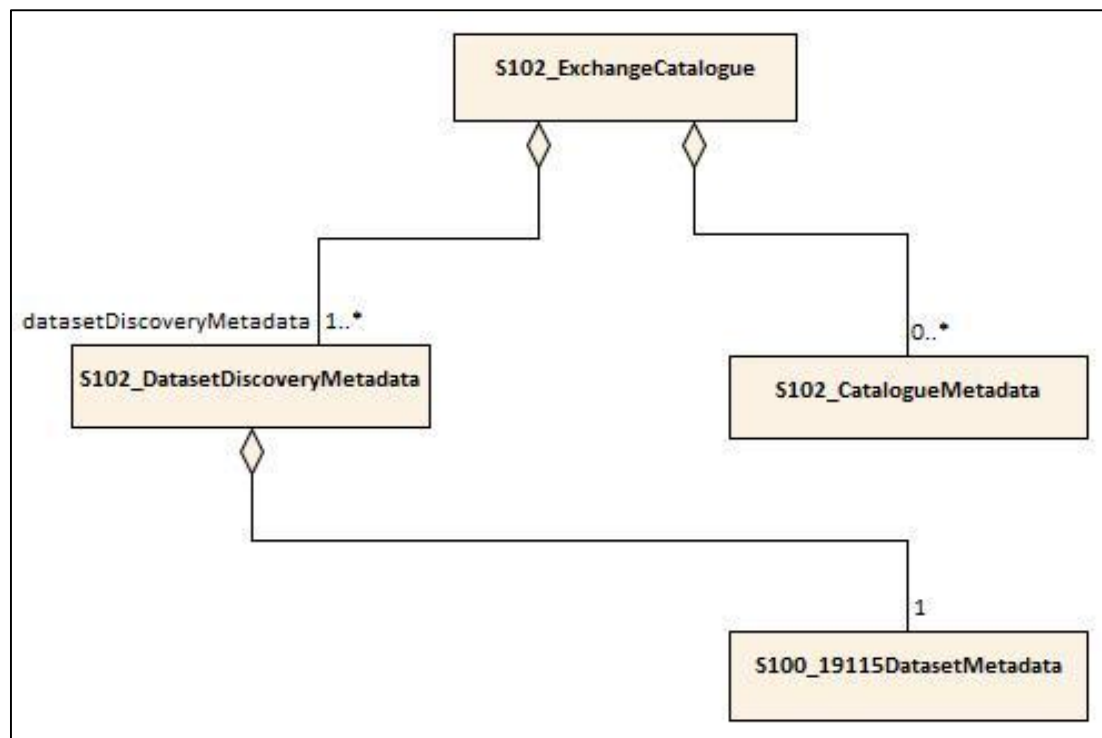 S102_ExchangeCatalogue
datasetDiscoveryMetadata 1..*
0..*
S102_DatasetDiscoveryMetadata
S102_CatalogueMetadata
1
S100_19115DatasetMetadata